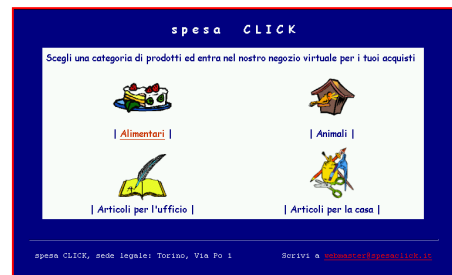 spesa CLICK
Scegli una categoria di prodotti ed entra nel nostro negozio virtuale per i tuoi acquisti
| Alimentari | | Animali |
| Articoli per l'ufficio | | Articoli per la casa |
spesa CLICK, sede legale: Torino, Via Po 1 Scrivi a webmaster@spesaclick.it